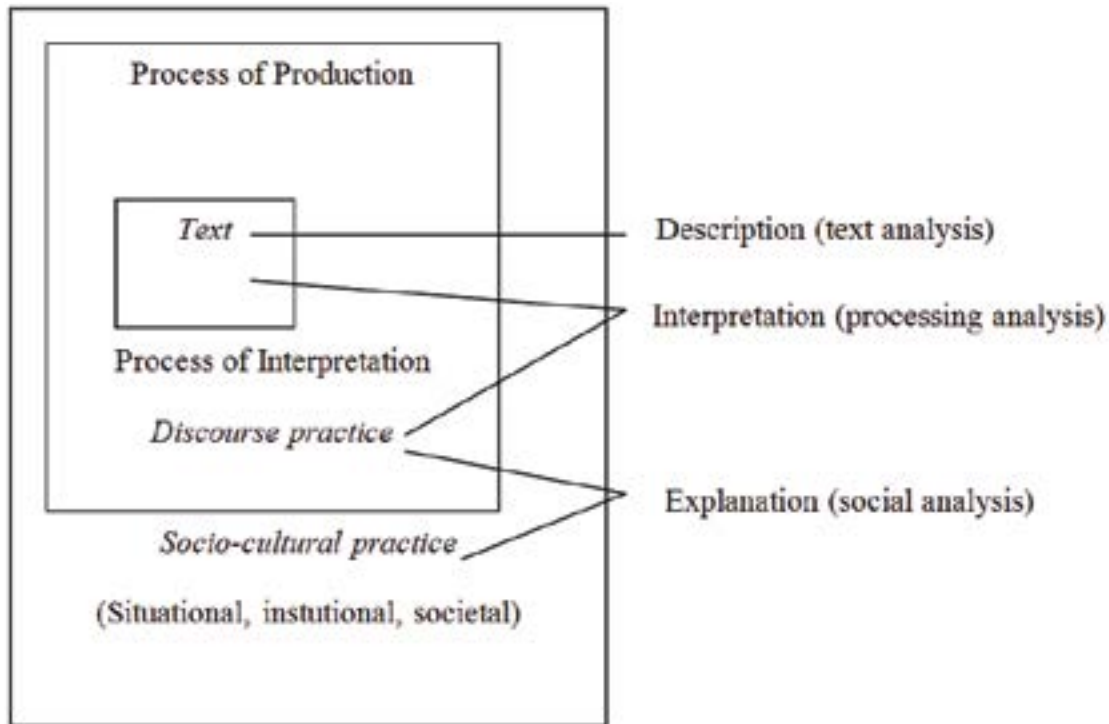 Process of Production
Text
Description (text analysis)
Interpretation (processing analysis)
Process of Interpretation
Discourse practice
Explanation (social analysis)
Socio-cultural practice
(Situational, instutional, societal)